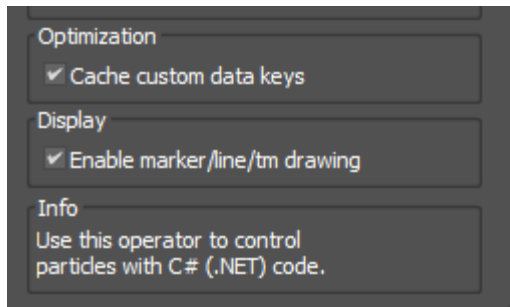 Optimization
Cache custom data keys
Display
Enable marker/line/tm drawing
Info
Use this operator to control
particles with C# (.NET) code.